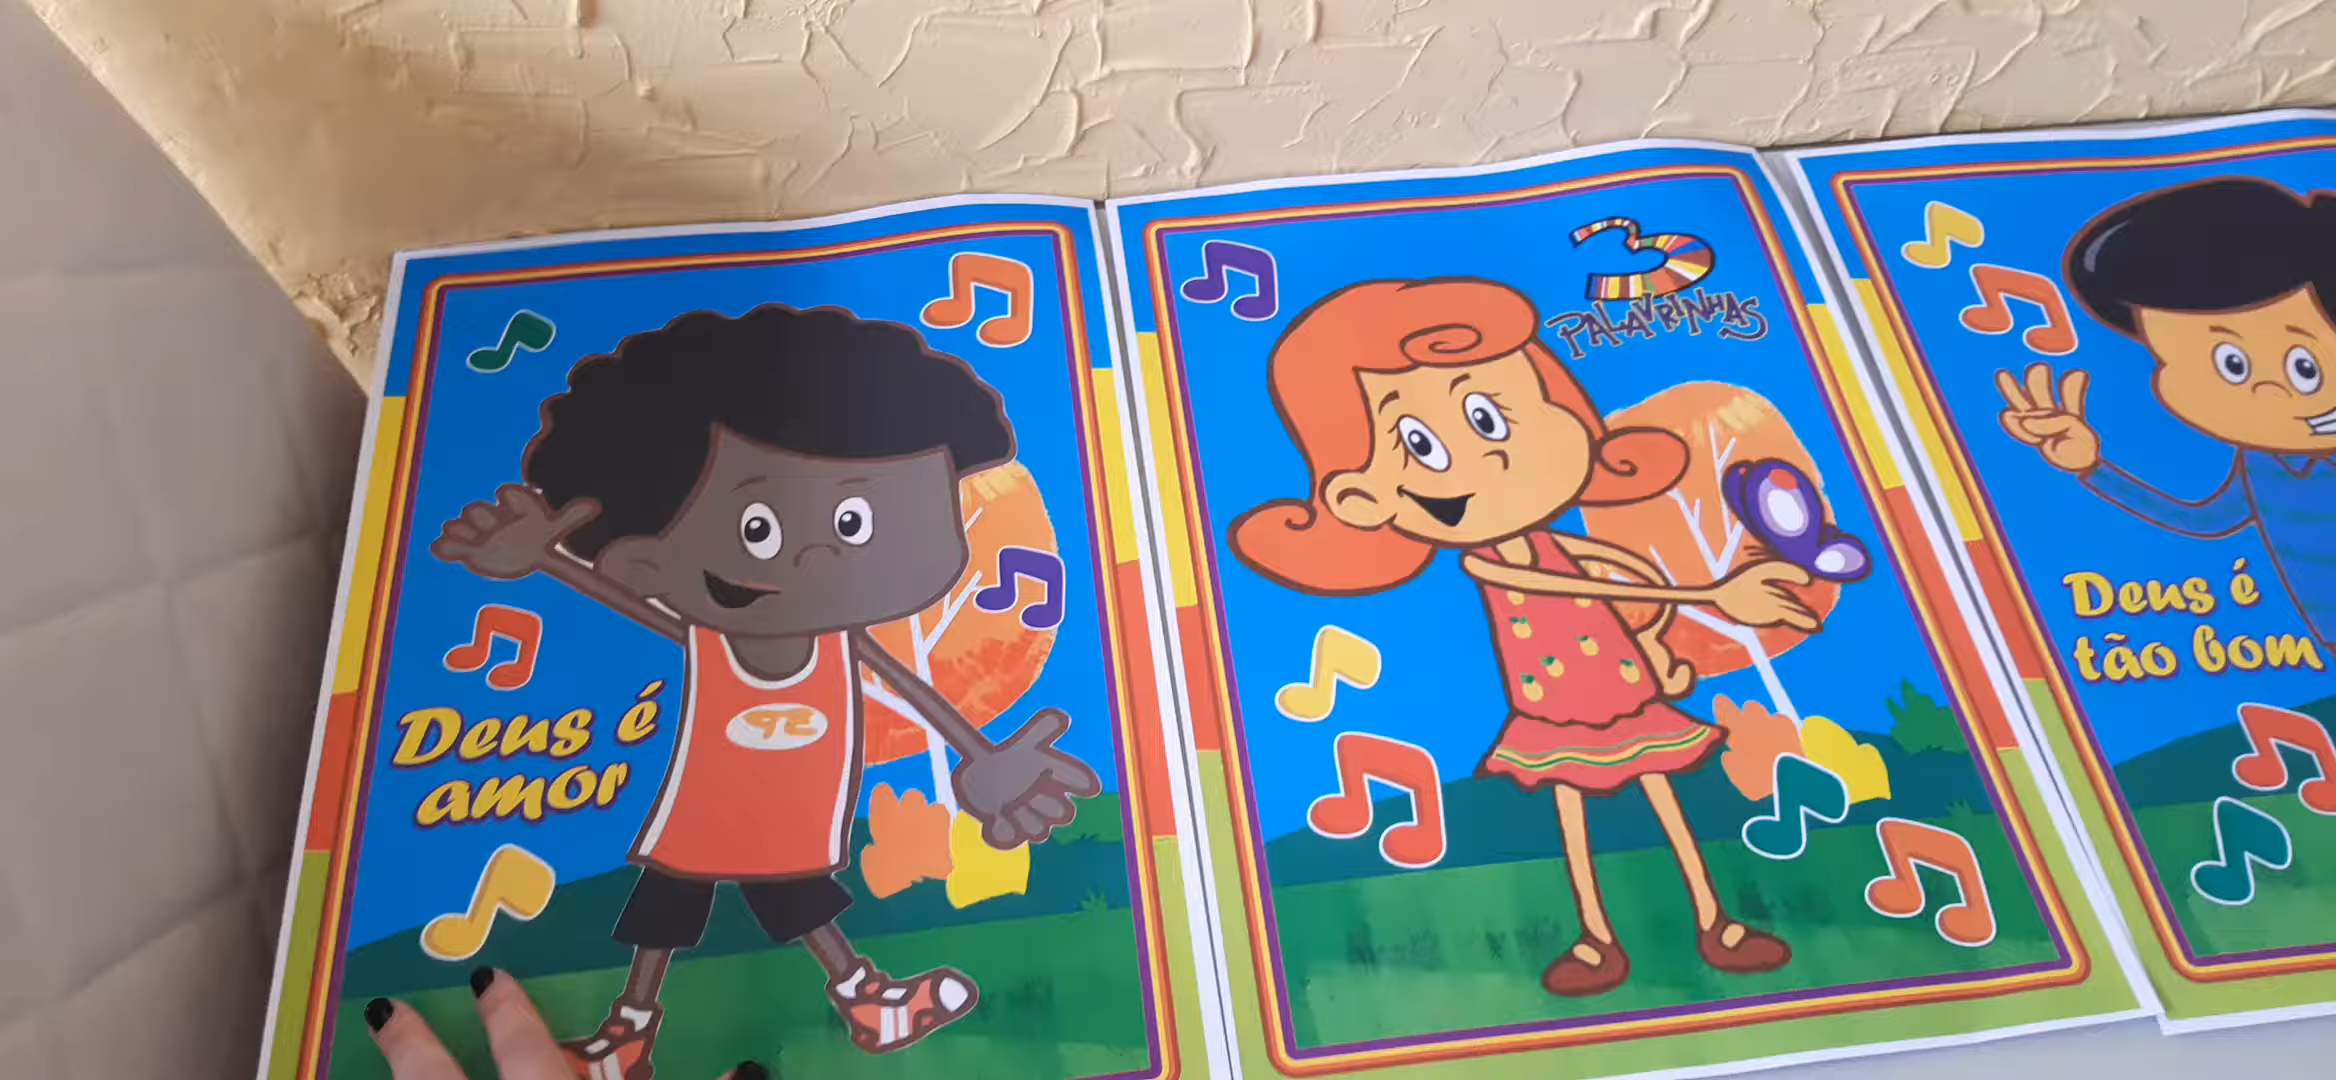 Deus é
amor
3
PALAVRINHAS
Deus é
tão bom